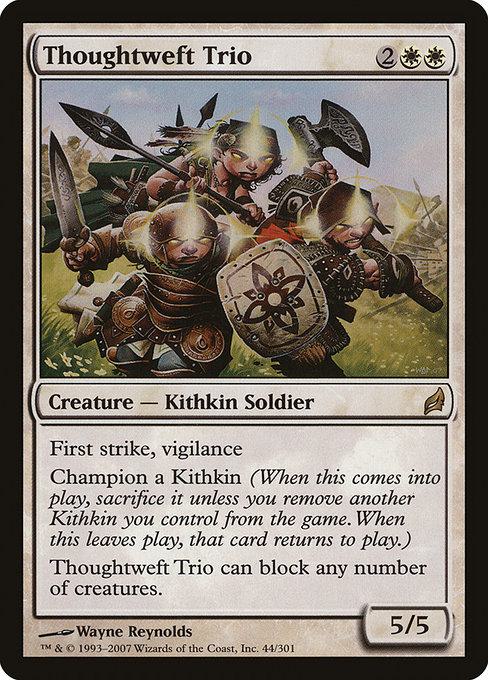 Thoughtweft Trio 2
Creature — Kithkin Soldier
First strike, vigilance
Champion a Kithkin (When this comes into
play, sacrifice it unless you remove another
Kithkin you control from the game. When
this leaves play, that card returns to play.)
Thoughtweft Trio can block any number
of creatures.
5/5
Wayne Reynolds
™ & © 1993–2007 Wizards of the Coast, Inc. 44/301